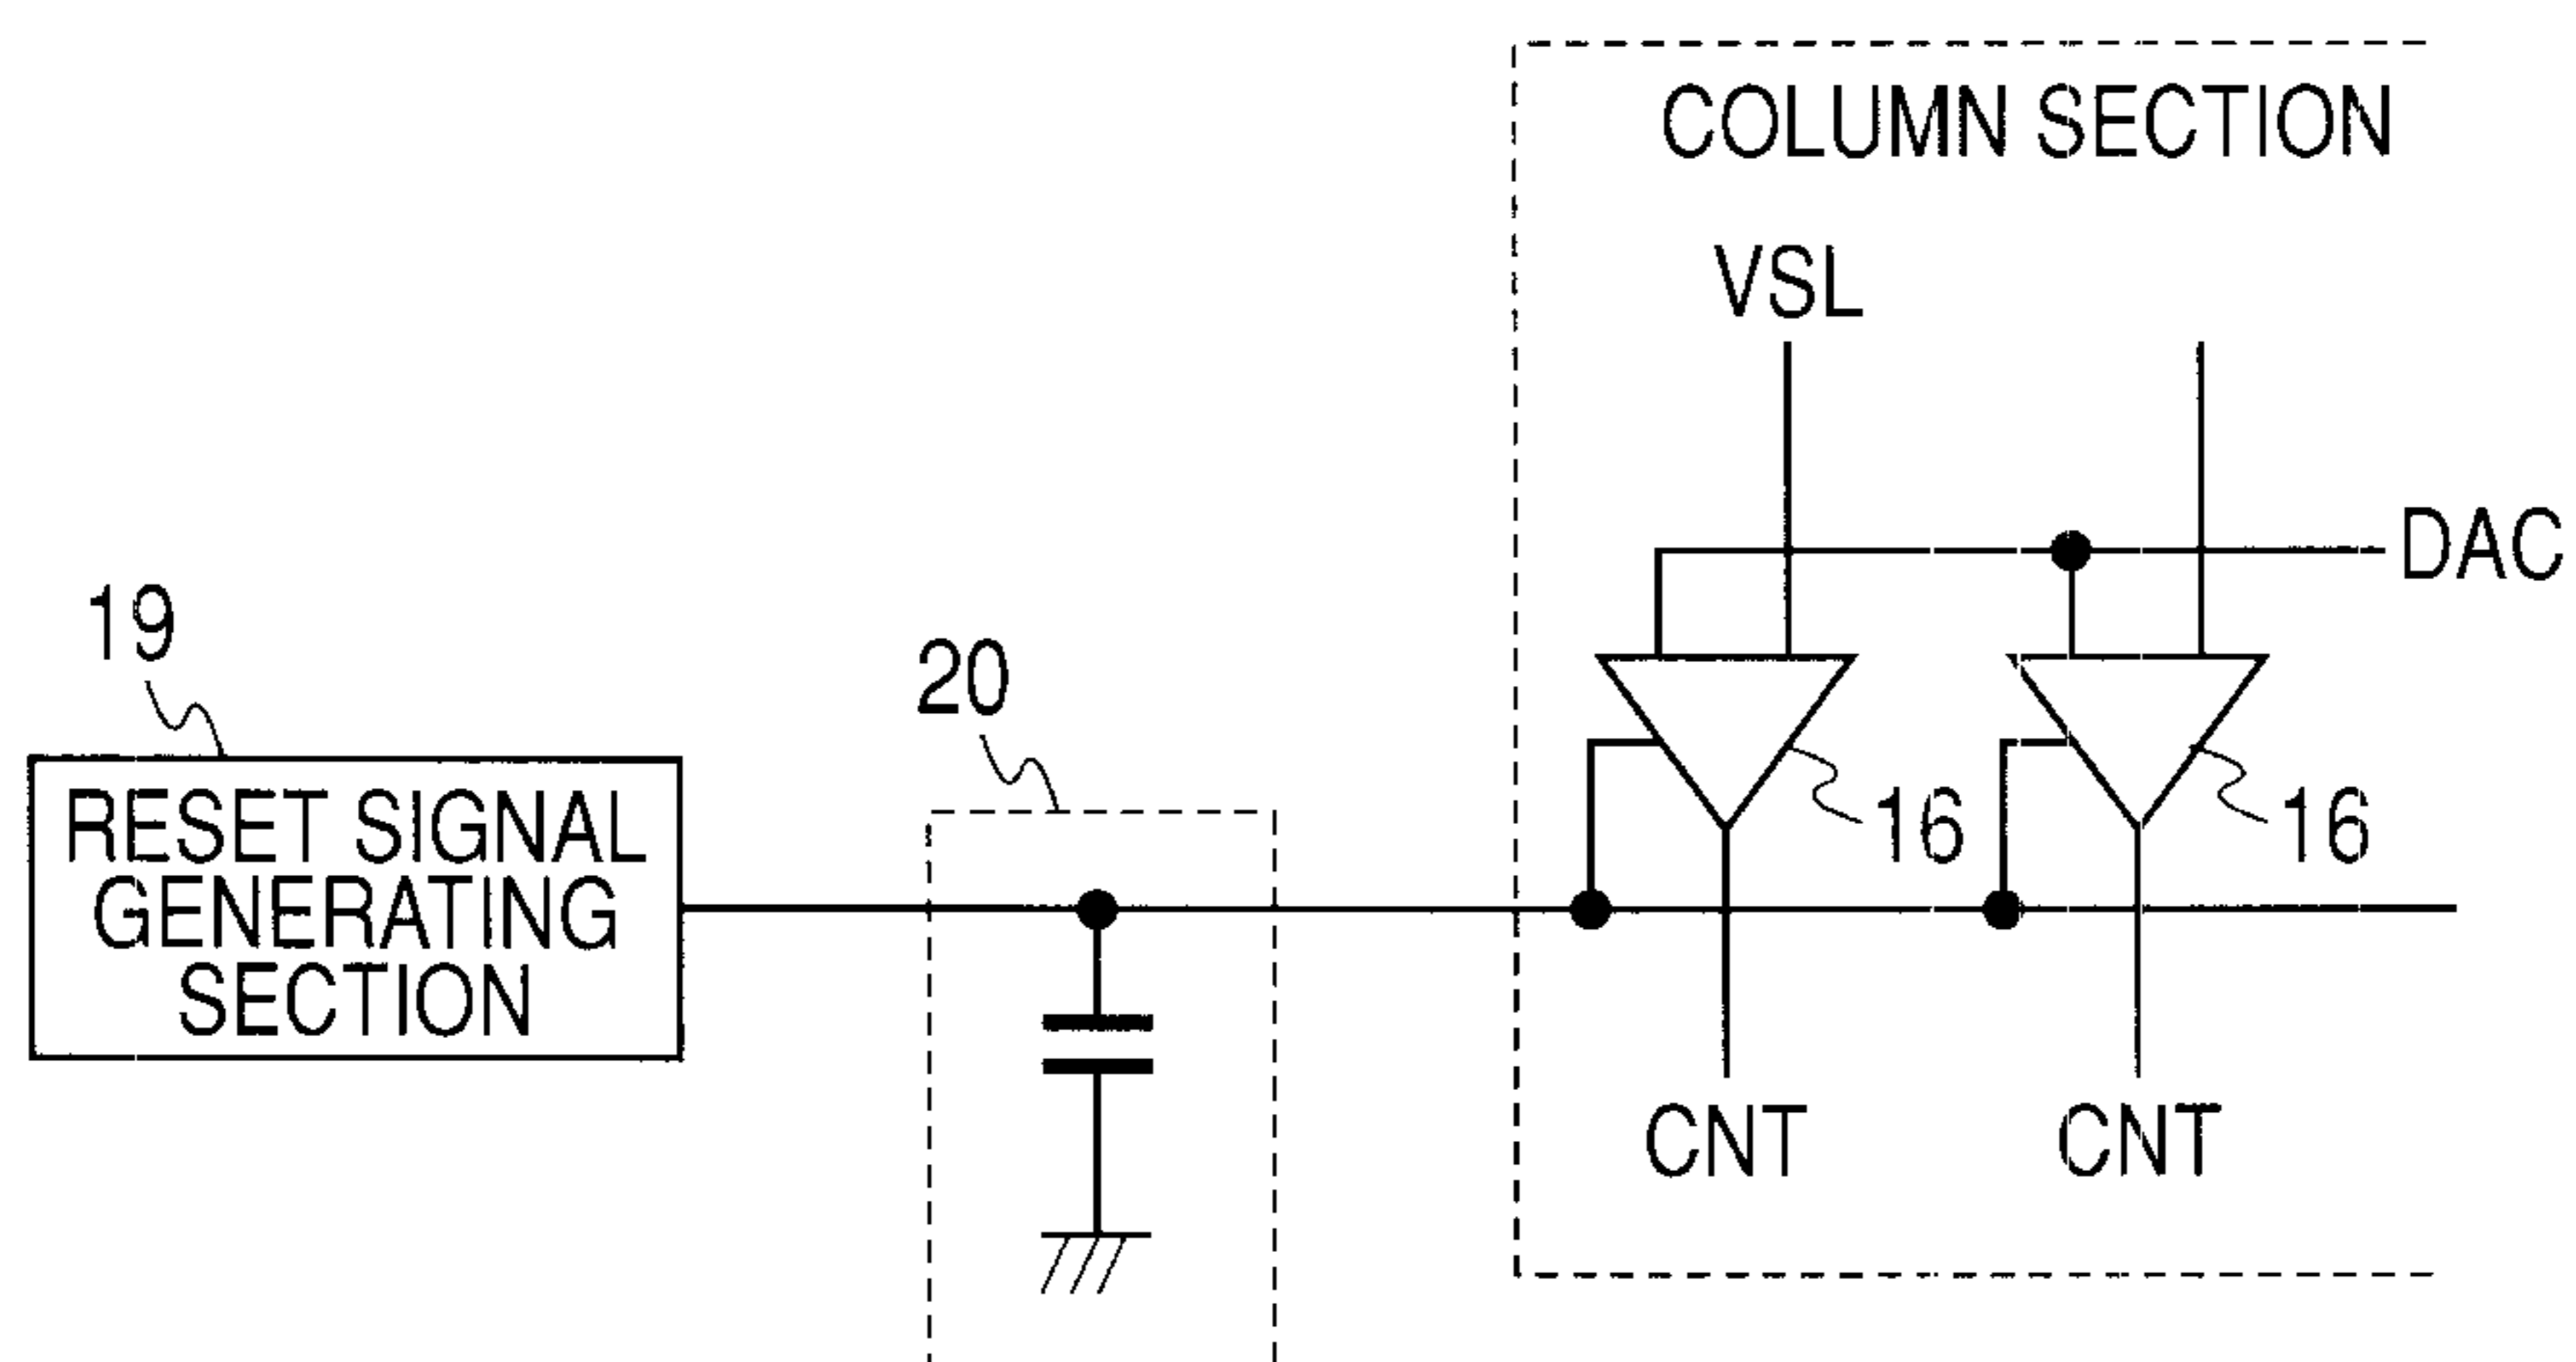 COLUMN SECTION
VSL
DAC
19
20
16
16
RESET SIGNAL
GENERATING
SECTION
CNT
CNT